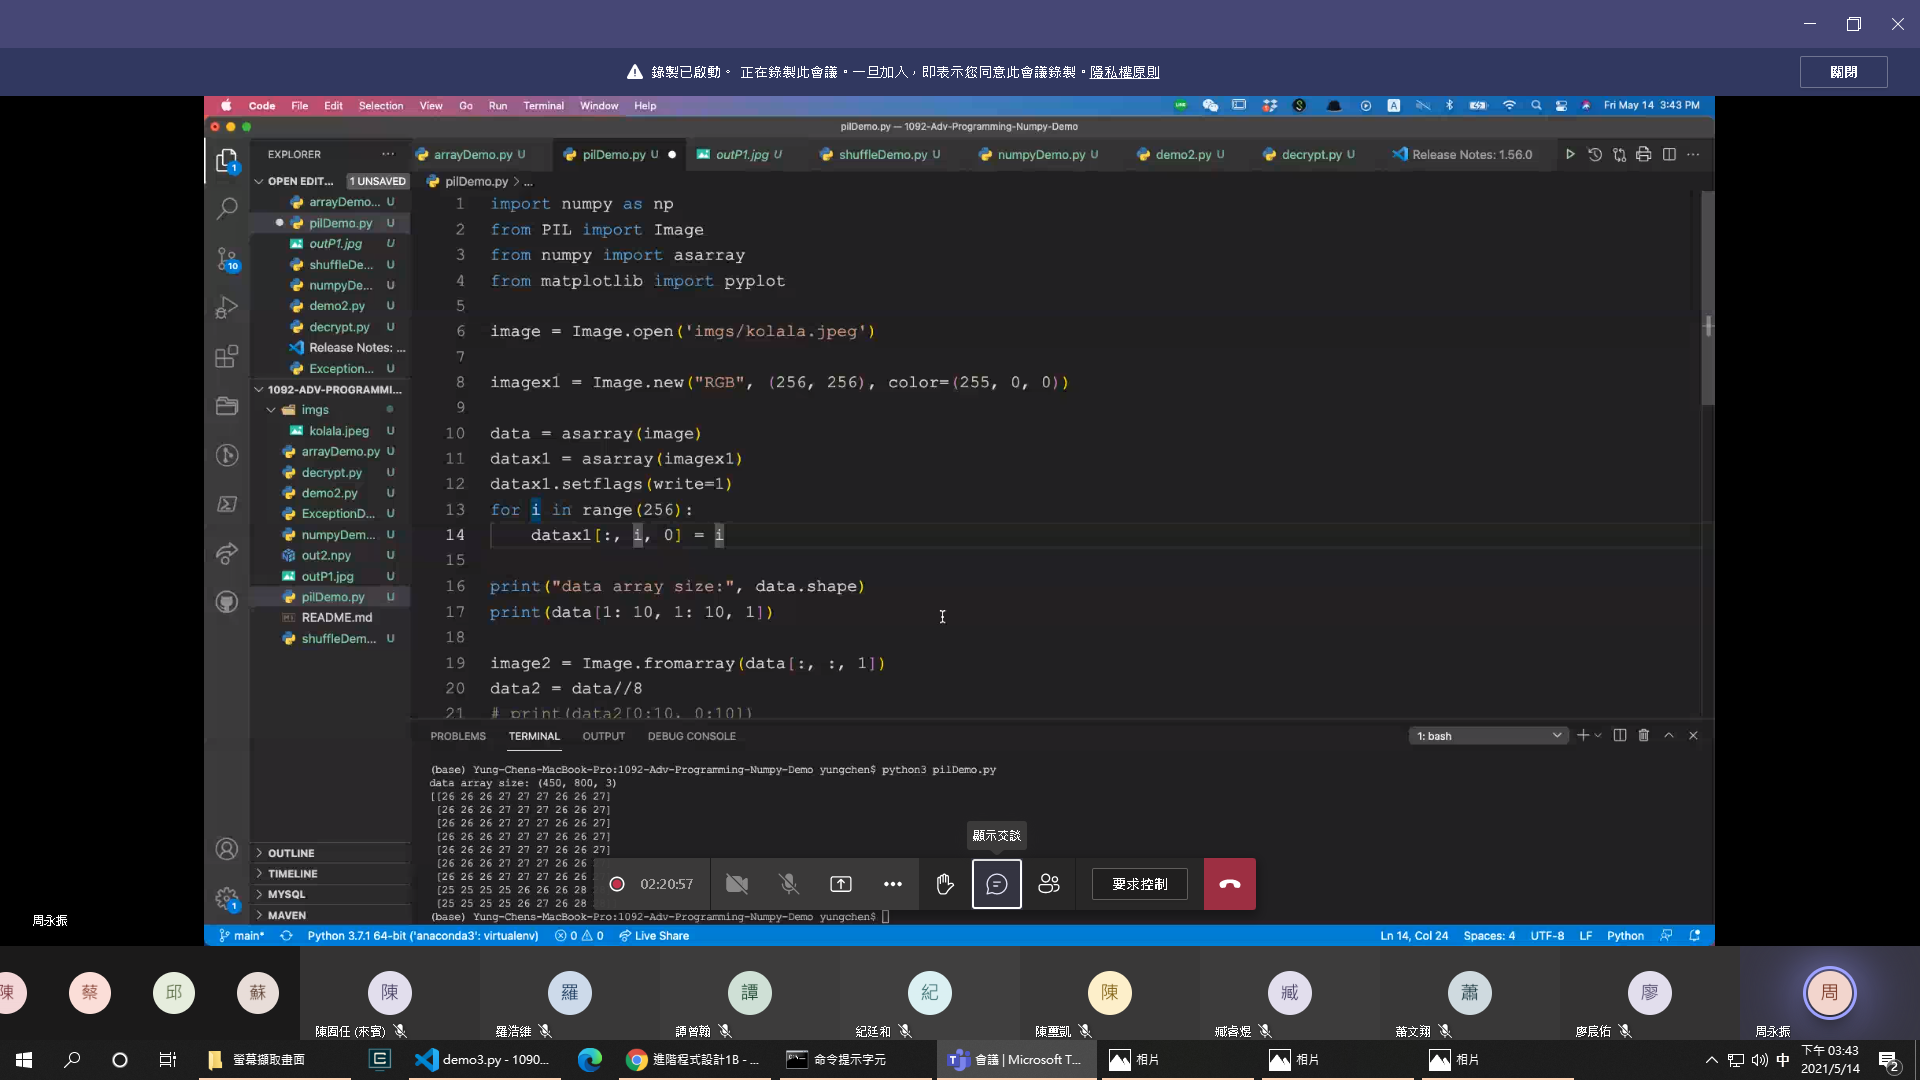 錄製已啟動。 正在錄製此會議。一旦加入，即表示您同意此會議錄製。隱私權原則
關閉
Code File Edit Selection View Go Run Terminal Window Help
Fri May 14 3:43 PM
pilDemo.py — 1092-Adv-Programming-Numpy-Demo
EXPLORER
arrayDemo.py U
pilDemo.py U
outP1.jpg U
shuffleDemo.py U
numpyDemo.py U
demo2.py U
decrypt.py U
Release Notes: 1.56.0
OPEN EDIT... 1 UNSAVED
arrayDemo... U
pilDemo.py U
outP1.jpg U
shuffleDe... U
numpyDe... U
demo2.py U
decrypt.py U
Release Notes: ...
Exception... U
1092-ADV-PROGRAMMI...
imgs
kolala.jpeg U
arrayDemo.py U
decrypt.py U
demo2.py U
ExceptionD... U
numpyDem... U
out2.npy U
outP1.jpg U
pilDemo.py U
README.md
shuffleDem... U
OUTLINE
TIMELINE
MYSQL
MAVEN
pilDemo.py > ...
1 import numpy as np
2 from PIL import Image
3 from numpy import asarray
4 from matplotlib import pyplot
5
6 image = Image.open('imgs/kolala.jpeg')
7
8 imagex1 = Image.new("RGB", (256, 256), color=(255, 0, 0))
9
10 data = asarray(image)
11 datax1 = asarray(imagex1)
12 datax1.setflags(write=1)
13 for i in range(256):
14 datax1[:, i, 0] = i
15
16 print("data array size:", data.shape)
17 print(data[1: 10, 1: 10, 1])
18
19 image2 = Image.fromarray(data[:, :, 1])
20 data2 = data//8
21 # print(data2[0:10, 0:10])
PROBLEMS TERMINAL OUTPUT DEBUG CONSOLE
1: bash
(base) Yung-Chens-MacBook-Pro:1092-Adv-Programming-Numpy-Demo yungchen$ python3 pilDemo.py
data array size: (450, 800, 3)
[[26 26 26 27 27 27 26 26 27]
[26 26 26 27 27 27 26 26 27]
[26 26 26 27 27 27 26 26 27]
[26 26 26 27 27 27 26 26 27]
[26 26 26 27 27 27 26 26 27]
[26 26 26 27 27 27 26 26
[26 26 26 27 27 27 26 26
[25 25 25 25 26 26 26 28
[25 25 25 25 26 27 26 28
(base) Yung-Chens-MacBook-Pro:1092-Adv-Programming-Numpy-Demo yungchen$
顯示交談
02:20:57
要求控制
周永振
main* Python 3.7.1 64-bit ('anaconda3': virtualenv) 0 0 Live Share
Ln 14, Col 24 Spaces: 4 UTF-8 LF Python
陳 蔡 邱 蘇 陳 羅 譚 紀 陳 臧 蕭 廖 周
羅浩維 譚曾翰 紀廷和 臧睿焜 蕭文翔 廖宸佑 周永振
螢幕擷取畫面
demo3.py - 1090...
進階程式設計1B - ...
命令提示字元
會議 | Microsoft T...
相片
相片
相片
中
下午 03:43
2021/5/14
2